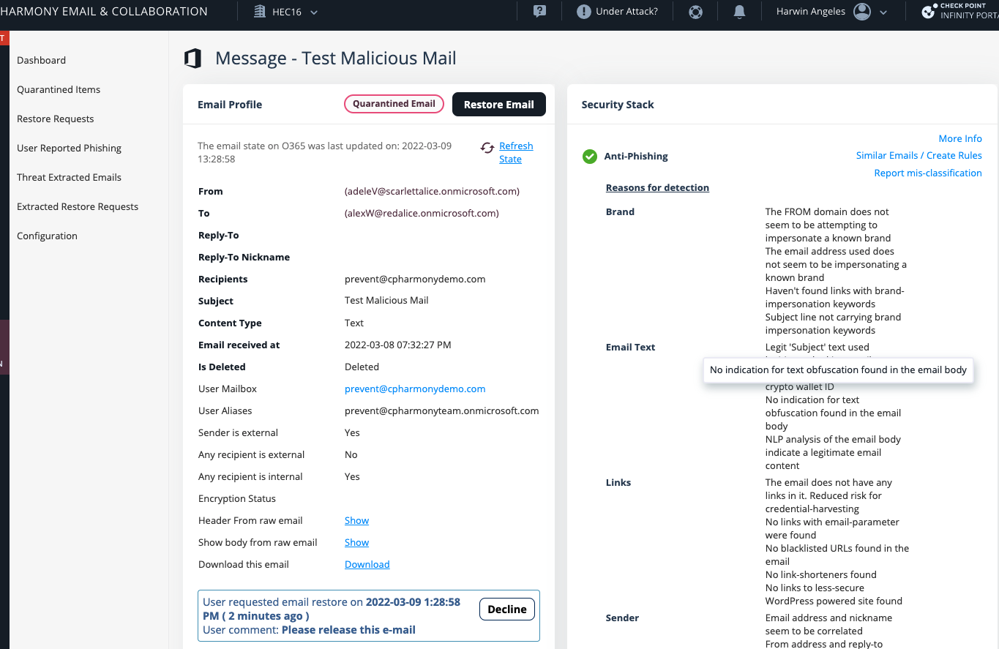 HARMONY EMAIL & COLLABORATION
HEC16
Under Attack?
Harwin Angeles
CHECK POINT
INFINITY PORTA
T
N
Dashboard
Quarantined Items
Restore Requests
User Reported Phishing
Threat Extracted Emails
Extracted Restore Requests
Configuration
Message - Test Malicious Mail
Email Profile
Quarantined Email
Restore Email
The email state on O365 was last updated on: 2022-03-09
13:28:58
Refresh
State
From (adeleV@scarlettalice.onmicrosoft.com)
To (alexW@redalice.onmicrosoft.com)
Reply-To
Reply-To Nickname
Recipients prevent@cpharmonydemo.com
Subject Test Malicious Mail
Content Type Text
Email received at 2022-03-08 07:32:27 PM
Is Deleted Deleted
User Mailbox prevent@cpharmonydemo.com
User Aliases prevent@cpharmonyteam.onmicrosoft.com
Sender is external Yes
Any recipient is external No
Any recipient is internal Yes
Encryption Status
Header From raw email Show
Show body from raw email Show
Download this email Download
User requested email restore on 2022-03-09 1:28:58
PM ( 2 minutes ago )
User comment: Please release this e-mail
Decline
Security Stack
More Info
Anti-Phishing
Similar Emails / Create Rules
Report mis-classification
Reasons for detection
Brand
The FROM domain does not
seem to be attempting to
impersonate a known brand
The email address used does
not seem to be impersonating a
known brand
Haven't found links with brand-
impersonation keywords
Subject line not carrying brand
impersonation keywords
Email Text
Legit 'Subject' text used
No indication for text obfuscation found in the email body
crypto wallet ID
No indication for text
obfuscation found in the email
body
NLP analysis of the email body
indicate a legitimate email
content
Links
The email does not have any
links in it. Reduced risk for
credential-harvesting
No links with email-parameter
were found
No blacklisted URLs found in the
email
No link-shorteners found
No links to less-secure
WordPress powered site found
Sender
Email address and nickname
seem to be correlated
From address and reply-to